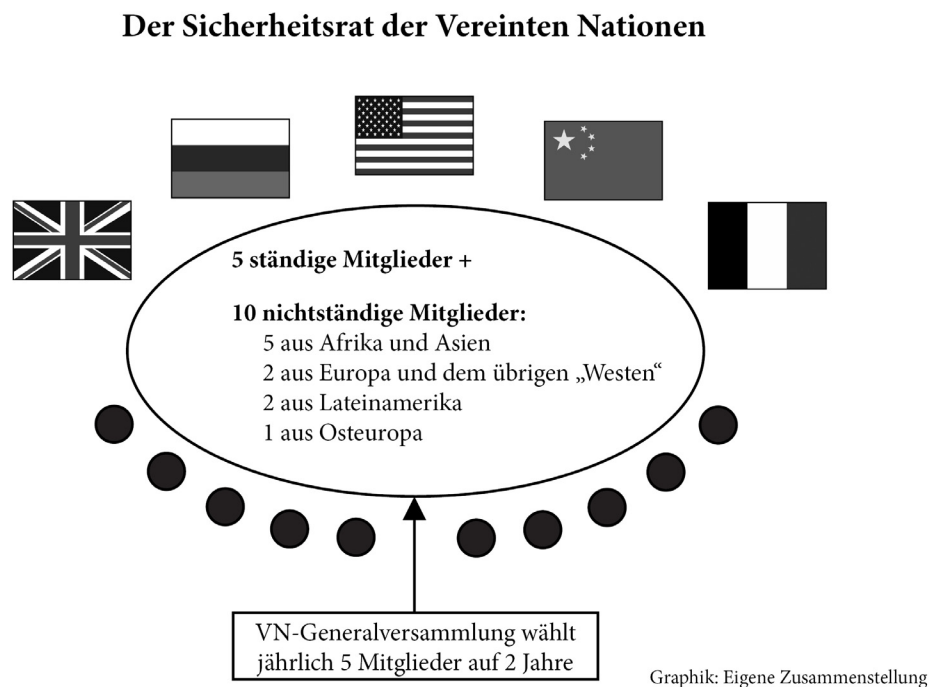 Der Sicherheitsrat der Vereinten Nationen
5 ständige Mitglieder +
10 nichtständige Mitglieder:
5 aus Afrika und Asien
2 aus Europa und dem übrigen „Westen“
2 aus Lateinamerika
1 aus Osteuropa
VN-Generalversammlung wählt
jährlich 5 Mitglieder auf 2 Jahre
Graphik: Eigene Zusammenstellung